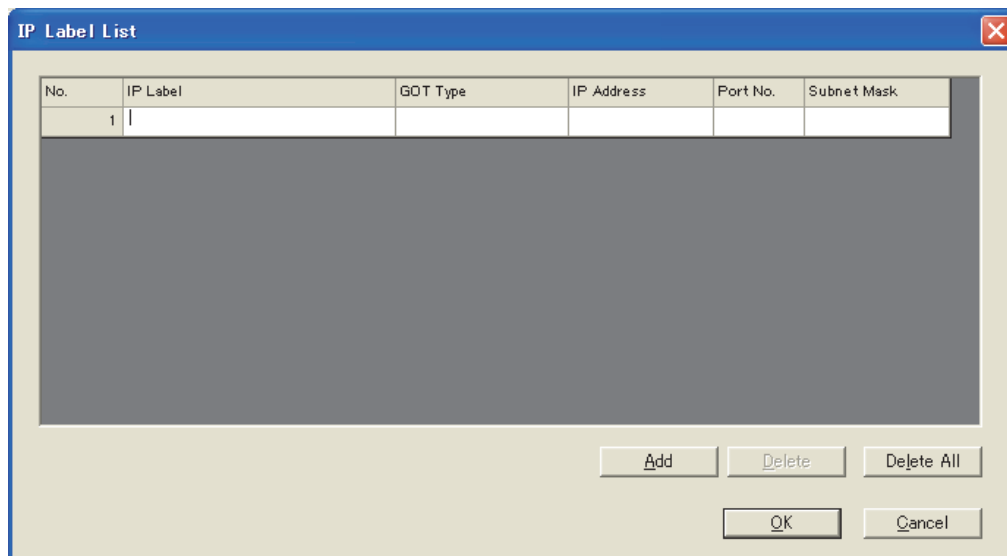 IP Label List
No. IP Label GOT Type IP Address Port No. Subnet Mask
1
Add Delete Delete All
OK Cancel